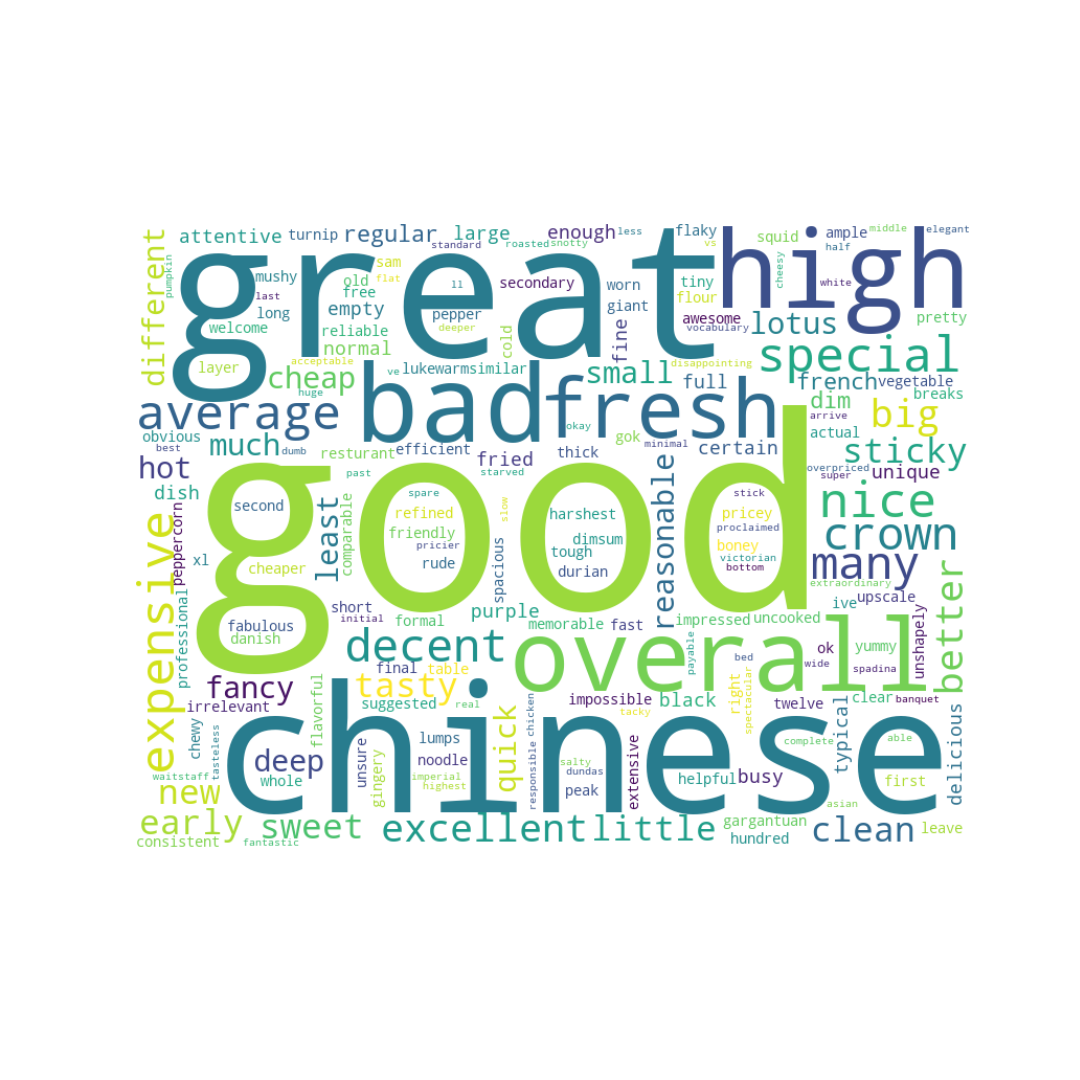 great
high
good
chinese
overall
bad
fresh
average
special
expensive
decent
nice
crown
many
big
sticky
better
reasonable
different
attentive
turnip
regular
large
standard
enough
less
roasted
snotty
flaky
vs
squid
ample
half
middle
elegant
pumpkin
mushy
last
long
welcome
sam
old
free
flat
empty
reliable
normal
ll
pepper
deeper
secondary
worn
giant
tiny
flour
awesome
vocabulary
cheesy
white
lotus
pretty
layer
acceptable
huge
cheap
ve
lukewarm
similar
cold
fine
small
disappointing
full
french
vegetable
breaks
dim
arrive
obvious
best
dumb
much
hot
dish
resturant
efficient
past
starved
fried
okay
thick
gok
minimal
certain
actual
overpriced
super
unique
peppercorn
xl
second
least
comparable
spare
refined
friendly
pricier
rude
slow
harshest
dimsum
tough
durian
spacious
stick
pricey
proclaimed
boney
victorian
bottom
extraordinary
cheaper
fabulous
danish
professional
short
initial
formal
purple
memorable
fast
impressed
uncooked
ive
upscale
unshapely
payable
bed
ok
wide
yummy
spadina
fancy
irrelevant
final
table
tasty
suggested
real
flavorful
quick
impossible
tacky
black
right
spectacular
twelve
typical
clear
banquet
delicious
chewy
tasteless
waitstaff
new
deep
whole
unsure
gingery
lumps
noodle
imperial
highest
responsible
chicken
salty
dundas
peak
extensive
helpful
busy
complete
able
asian
first
early
sweet
excellent
little
gargantuan
hundred
clean
leave
consistent
fantastic